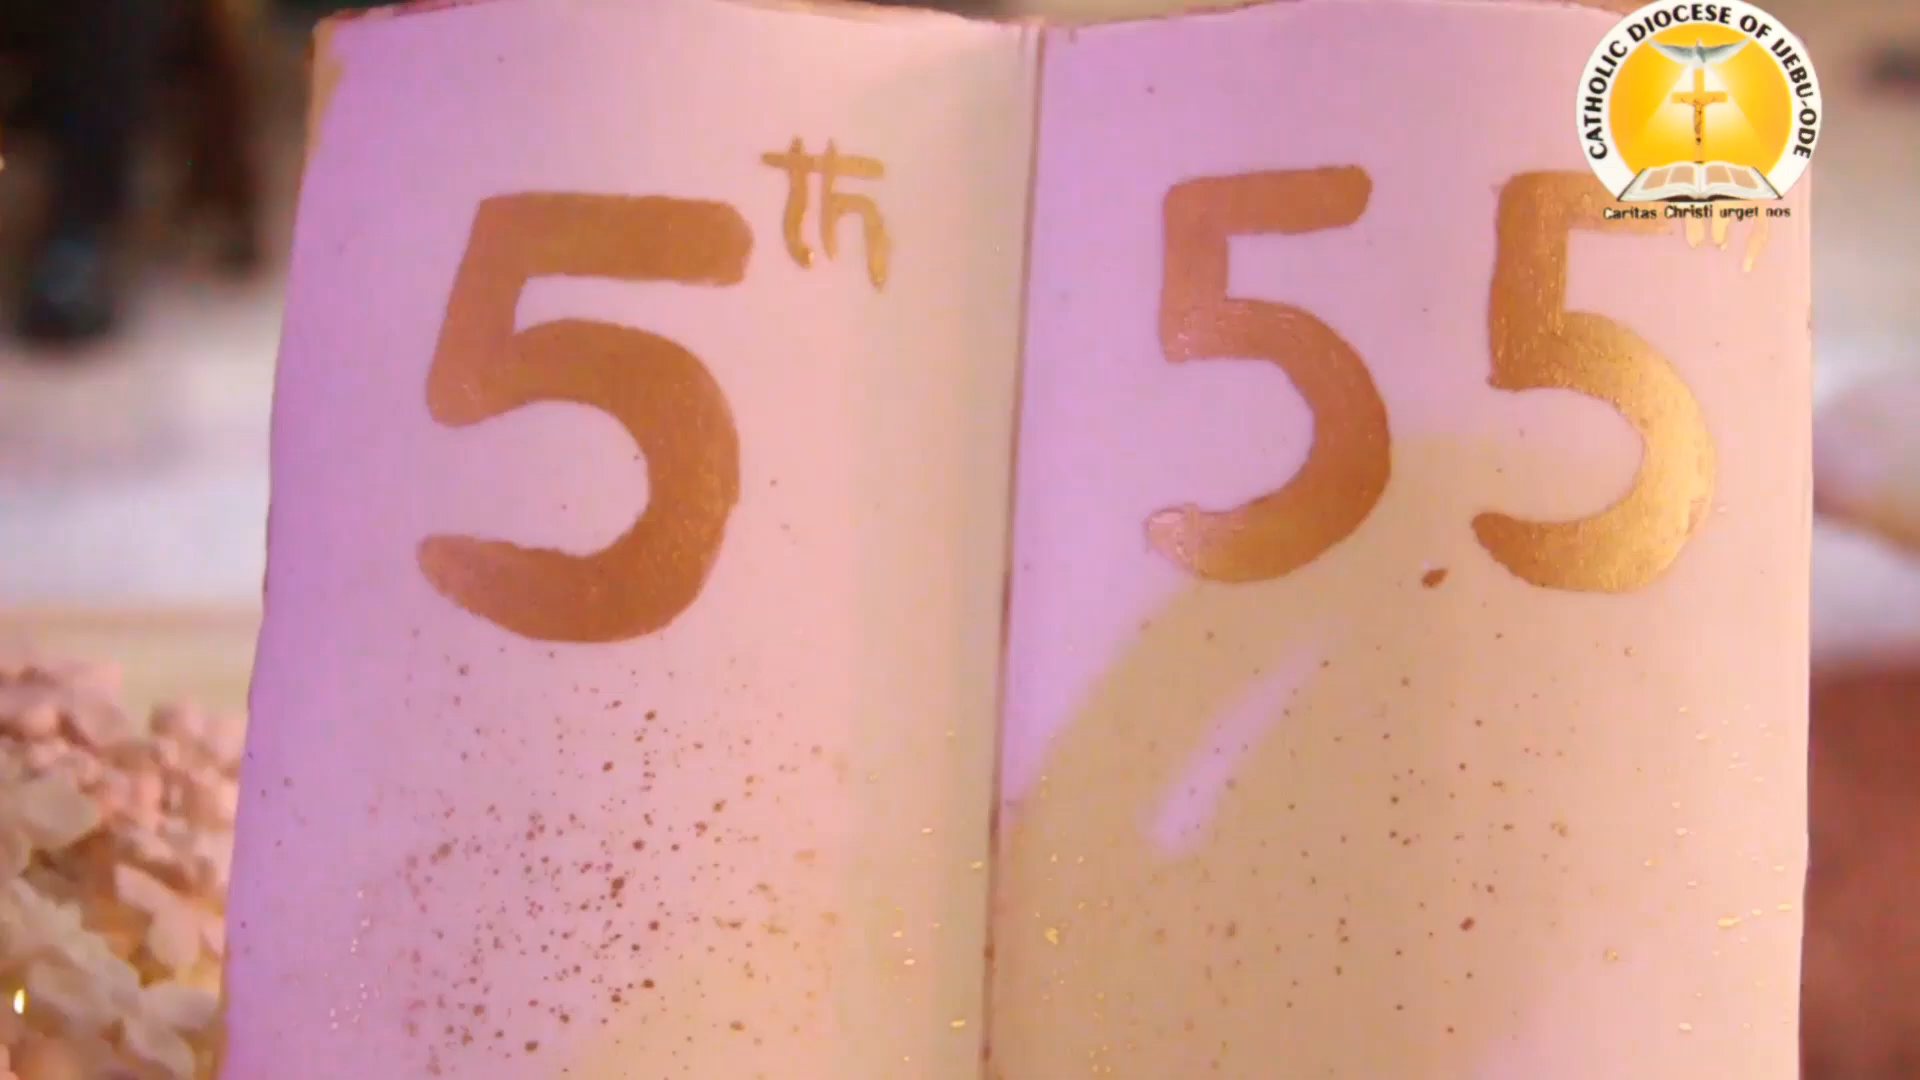 5th
55th
CATHOLIC DIOCESE OF IJEBU-ODE
Caritas Christi urget nos